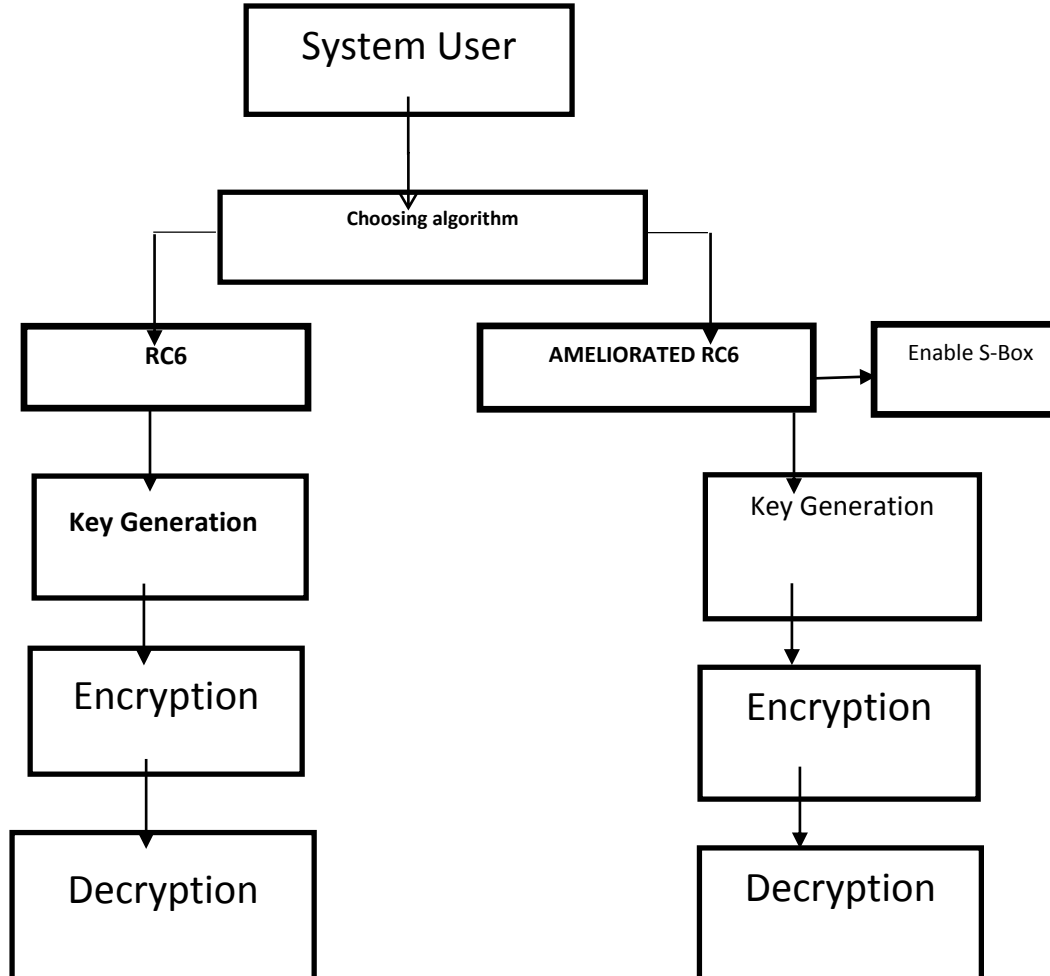 System User
Choosing algorithm
RC6
AMELIORATED RC6
Enable S-Box
Key Generation
Key Generation
Encryption
Encryption
Decryption
Decryption